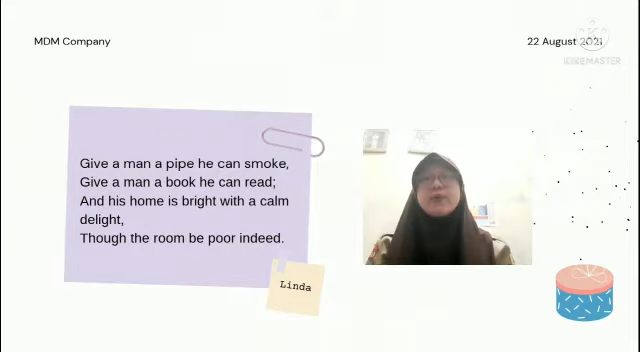 MDM Company
22 August 2021
KINEMASTER
Give a man a pipe he can smoke,
Give a man a book he can read;
And his home is bright with a calm
delight,
Though the room be poor indeed.
Linda